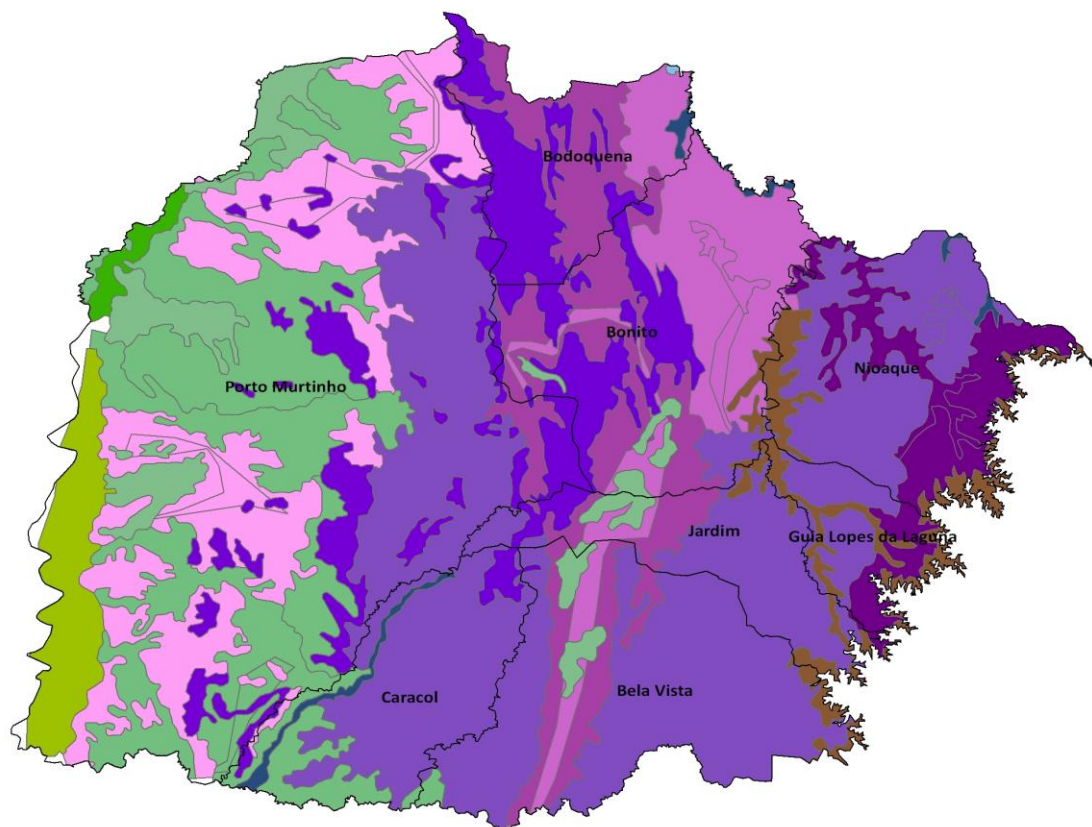 Bodoquena
Bonito
Nioaque
Porto Murtinho
Jardim
Guia Lopes da Laguna
Caracol
Bela Vista